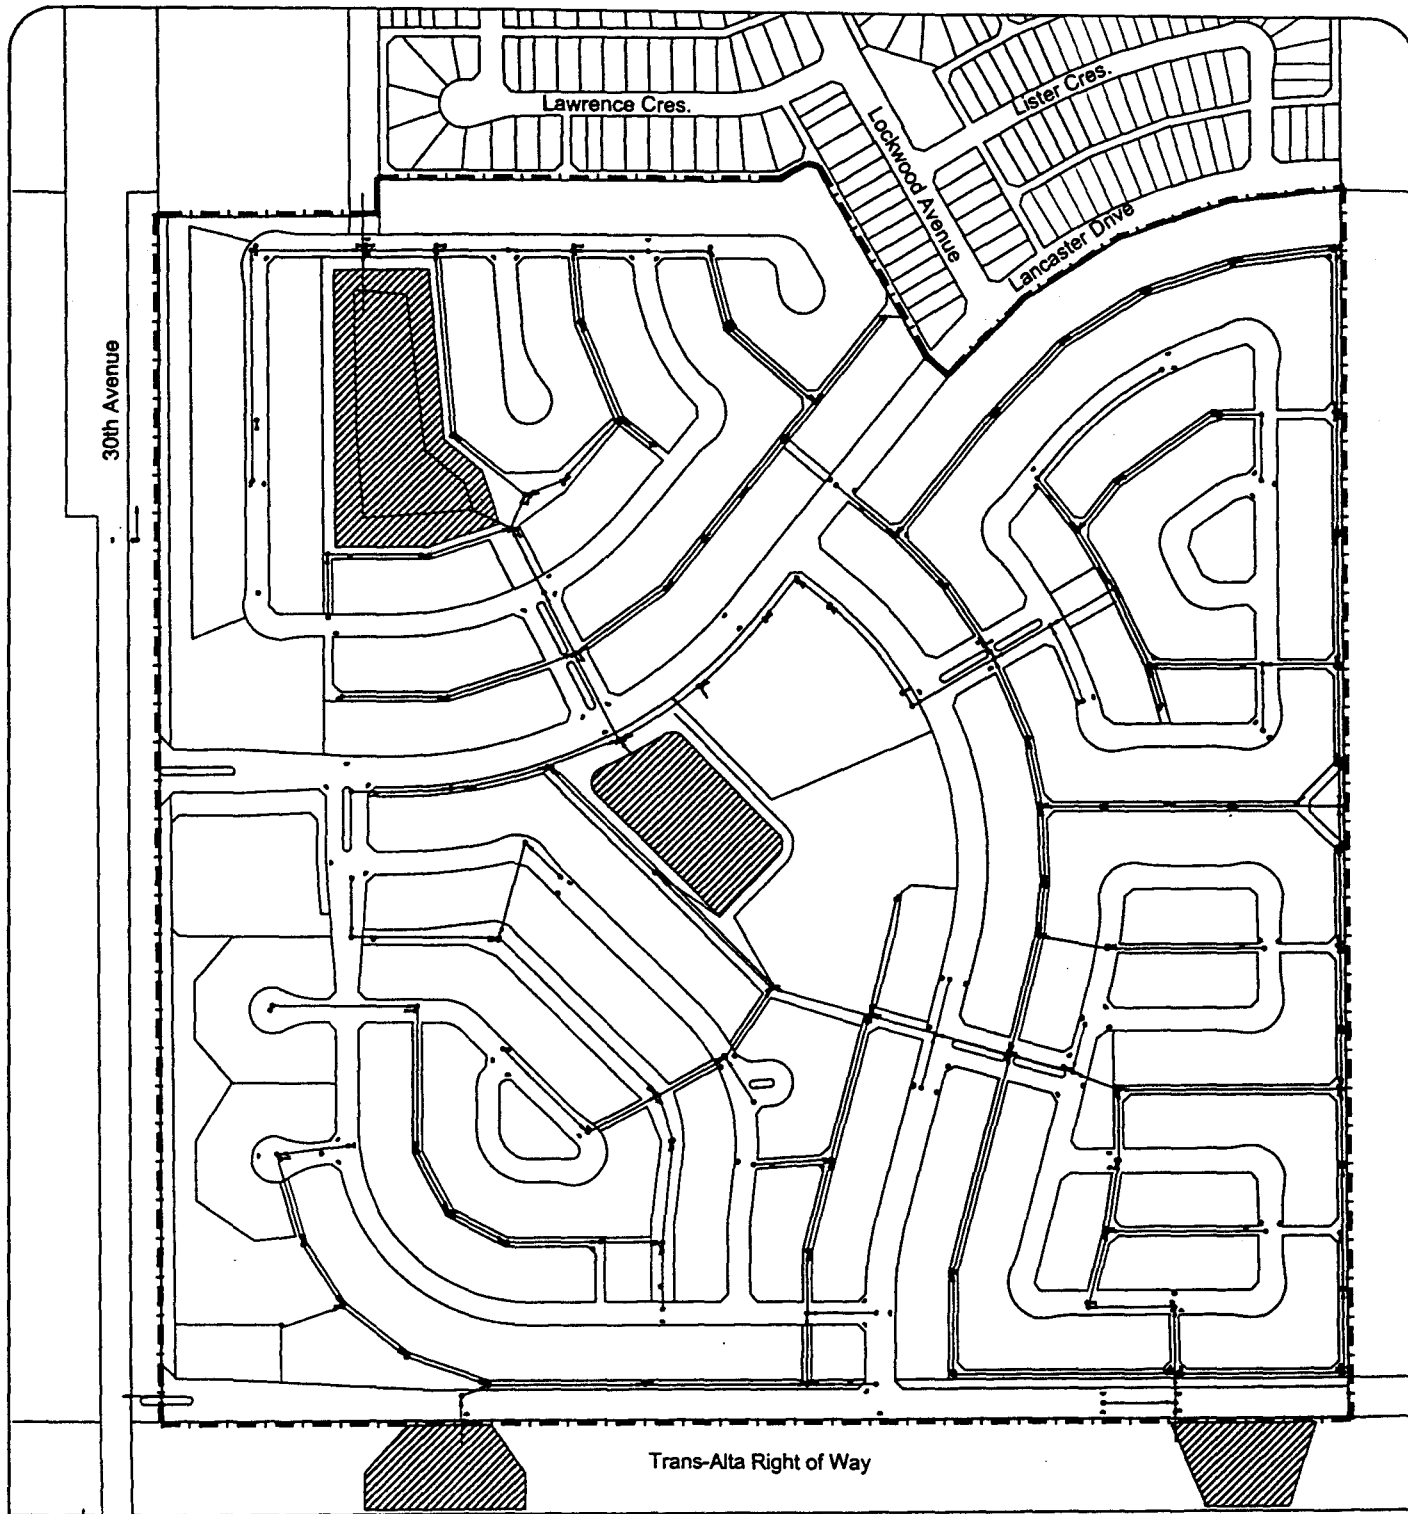 Lawrence Cres.
Lister Cres.
Lockwood Avenue
Lancaster Drive
30th Avenue
Trans-Alta Right of Way